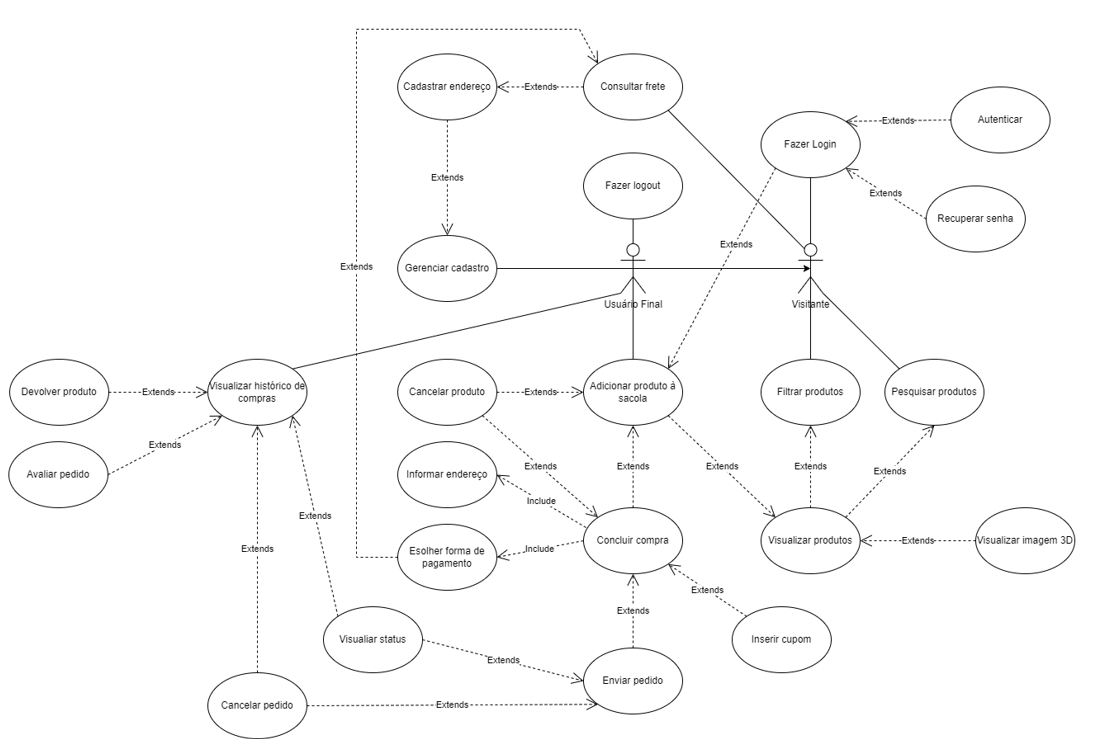 Cadastrar endereço
Extends
Consultar frete
Extends
Autenticar
Fazer Login
Extends
Fazer logout
Extends
Recuperar senha
Extends
Extends
Gerenciar cadastro
Usuário Final
Visitante
Devolver produto
Extends
Visualizar histórico de
compras
Cancelar produto
Extends
Adicionar produto à
sacola
Filtrar produtos
Pesquisar produtos
Avaliar pedido
Extends
Informar endereço
Extends
Extends
Extends
Extends
Extends
Include
Extends
Esolher forma de
pagamento
Include
Concluir compra
Visualizar produtos
Extends
Visualizar imagem 3D
Extends
Extends
Extends
Visualiar status
Extends
Inserir cupom
Enviar pedido
Cancelar pedido
Extends